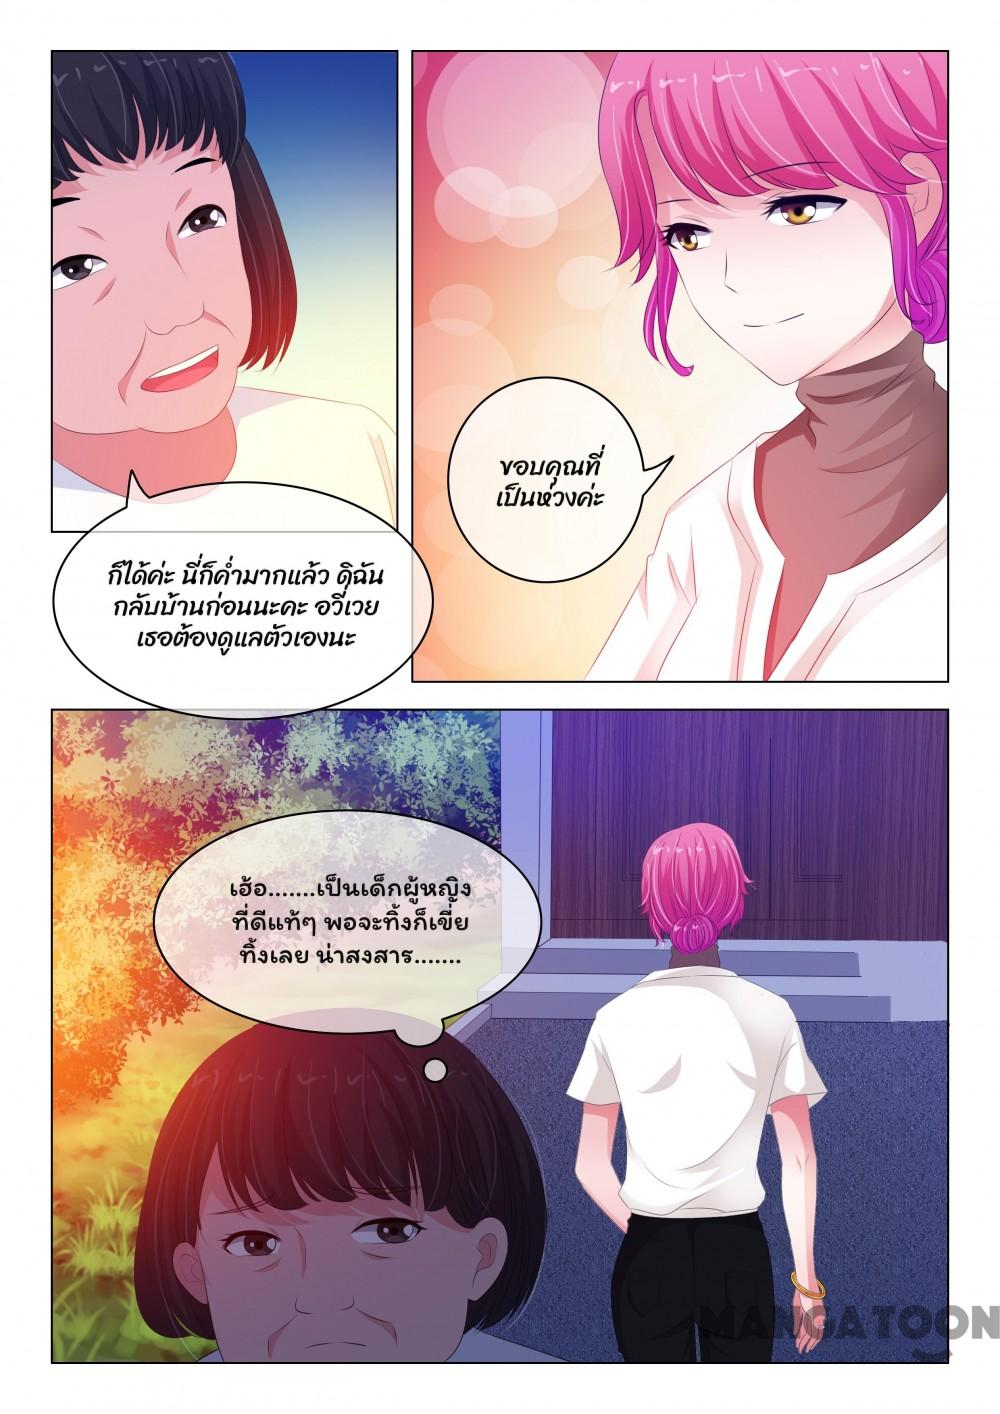 ขอบคุณที่
เป็นห่วงค่ะ
ก็ได้ค่ะ นี่ก็ค่ำมากแล้ว ดิฉัน
กลับบ้านก่อนนะคะ อวี๋เวย
เธอต้องดูแลตัวเองนะ
เฮ้อ.......เป็นเด็กผู้หญิง
ที่ดีแท้ๆ พอจะทิ้งก็เขี่ย
ทิ้งเลย น่าสงสาร.......
MANGATOON